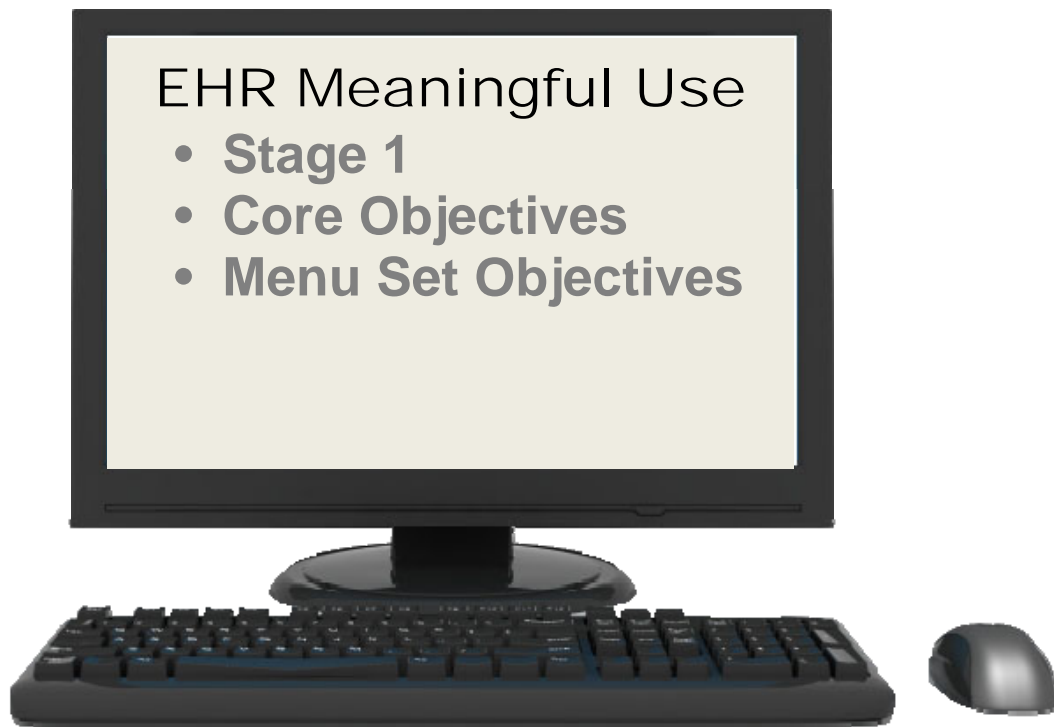 EHR Meaningful Use
• Stage 1
• Core Objectives
• Menu Set Objectives